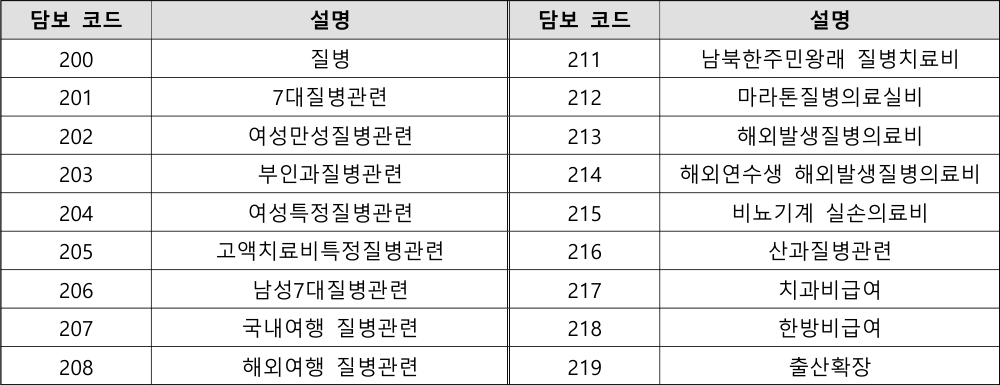 담보 코드 설명 담보 코드 설명
200 질병 211 남북한주민왕래 질병치료비
201 7대질병관련 212 마라톤질병의료실비
202 여성만성질병관련 213 해외발생질병의료비
203 부인과질병관련 214 해외연수생 해외발생질병의료비
204 여성특정질병관련 215 비뇨기계 실손의료비
205 고액치료비특정질병관련 216 산과질병관련
206 남성7대질병관련 217 치과비급여
207 국내여행 질병관련 218 한방비급여
208 해외여행 질병관련 219 출산확장